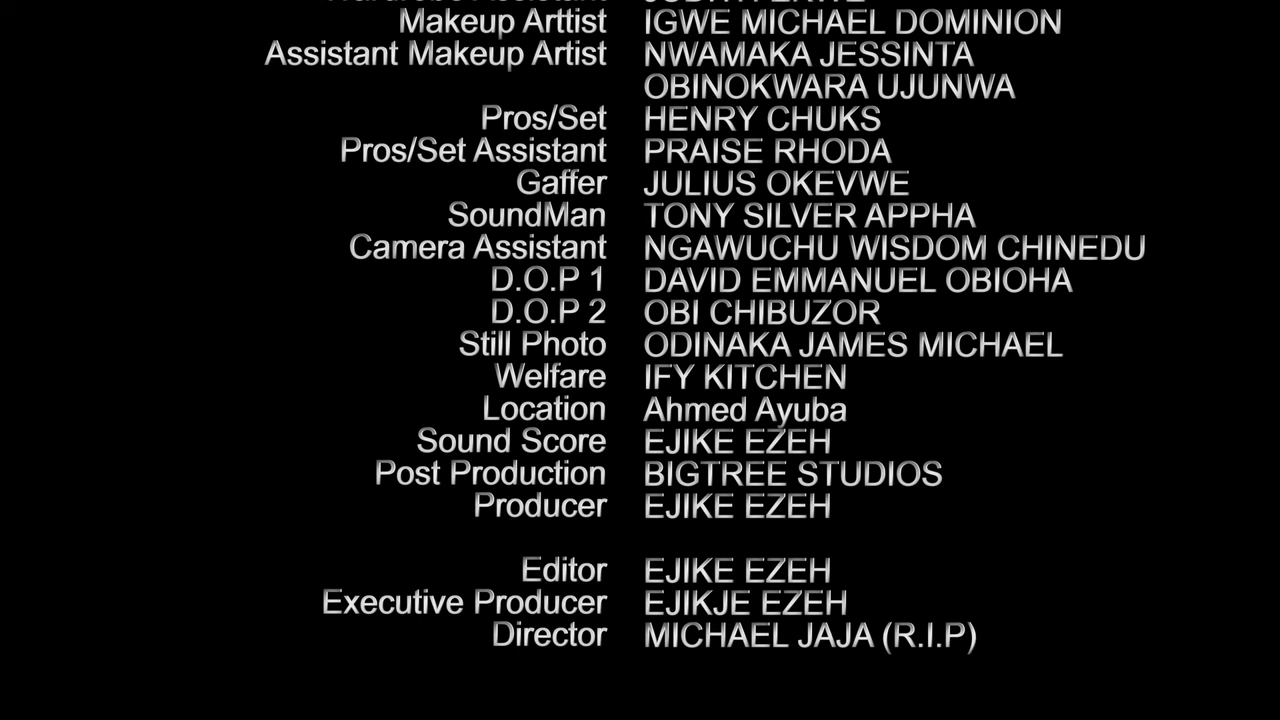 Makeup Arttist IGWE MICHAEL DOMINION
Assistant Makeup Artist NWAMAKA JESSINTA
OBINOKWARA UJUNWA
Pros/Set HENRY CHUKS
Pros/Set Assistant PRAISE RHODA
Gaffer JULIUS OKEVWE
SoundMan TONY SILVER APPHA
Camera Assistant NGAWUCHU WISDOM CHINEDU
D.O.P 1 DAVID EMMANUEL OBIOHA
D.O.P 2 OBI CHIBUZOR
Still Photo ODINAKA JAMES MICHAEL
Welfare IFY KITCHEN
Location Ahmed Ayuba
Sound Score EJIKE EZEH
Post Production BIGTREE STUDIOS
Producer EJIKE EZEH
Editor EJIKE EZEH
Executive Producer EJIKJE EZEH
Director MICHAEL JAJA (R.I.P)